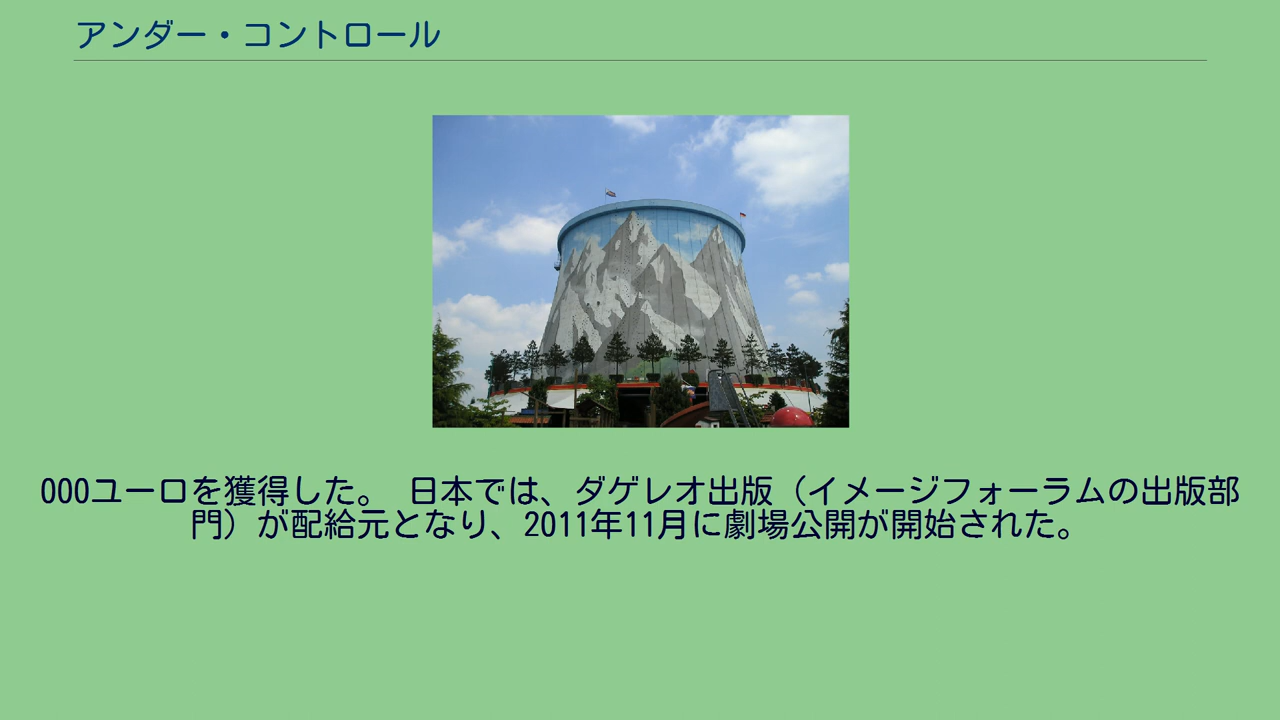 アンダー・コントロール
000ユーロを獲得した。 日本では、ダゲレオ出版（イメージフォーラムの出版部
門）が配給元となり、2011年11月に劇場公開が開始された。